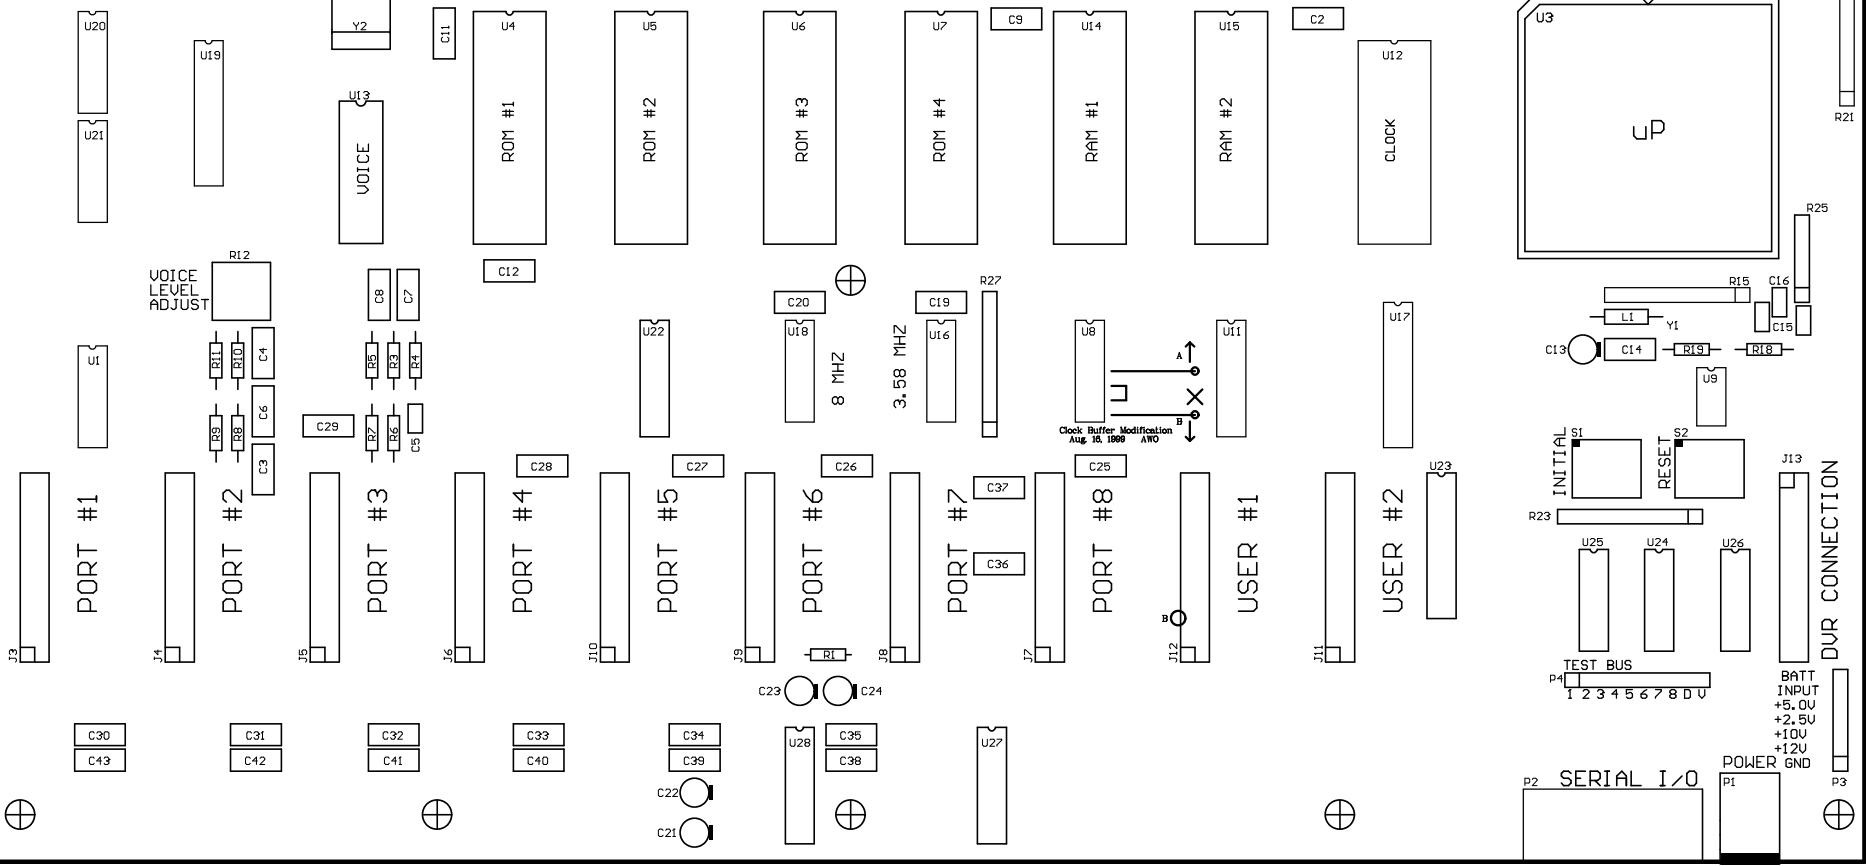 U20
U19
Y2
C11
U4
U5
U6
U7
C9
U14
U15
C2
U12
U3
U13
U21
VOICE
ROM #1
ROM #2
ROM #3
ROM #4
RAM #1
RAM #2
CLOCK
uP
R21
R25
R12
VOICE
LEVEL
ADJUST
C8
C7
C12
C20
C19
R27
R15
C16
L1
Y1
C15
U1
R11
R10
C4
R5
R3
R4
U22
U18
8 MHZ
3.58 MHZ
U16
U8
A
U11
U17
C13
C14
R19
R18
U9
R9
R8
C6
C29
R7
R6
C5
B
Clock Buffer Modification
Aug. 16, 1999 AWO
INITIAL
S1
RESET
S2
C3
C28
C27
C26
C25
U23
J13
PORT #1
PORT #2
PORT #3
PORT #4
PORT #5
PORT #6
PORT #7
C37
C36
PORT #8
USER #1
USER #2
R23
U25
U24
U26
DVR CONNECTION
B
J3
J4
J5
J6
J10
J9
R1
J8
J7
J12
J11
TEST BUS
P4
1 2 3 4 5 6 7 8 D V
C23
C24
BATT
INPUT
+5.0V
+2.5V
+10V
+12V
POWER GND
C30
C31
C32
C33
C34
U28
C35
U27
C43
C42
C41
C40
C39
C38
C22
C21
P2
SERIAL I/O
P1
P3